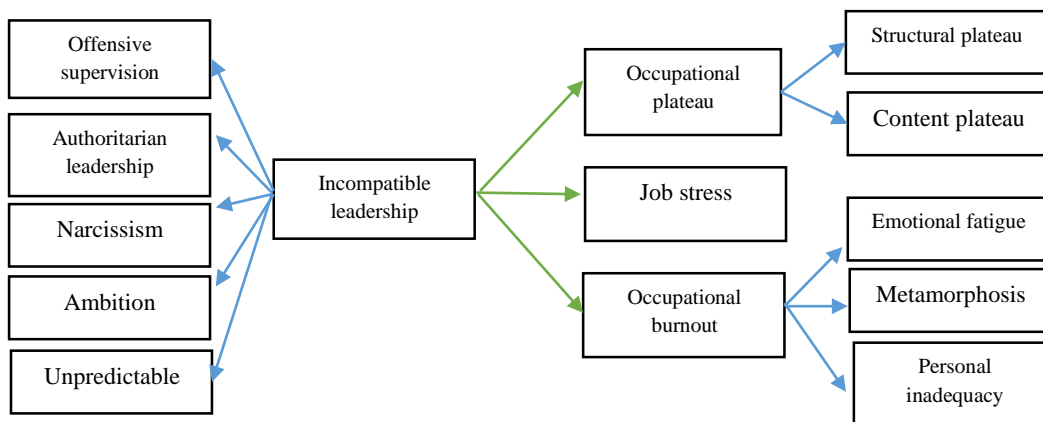 Offensive
supervision
Authoritarian
leadership
Narcissism
Ambition
Unpredictable
Incompatible
leadership
Occupational
plateau
Job stress
Occupational
burnout
Structural plateau
Content plateau
Emotional fatigue
Metamorphosis
Personal
inadequacy